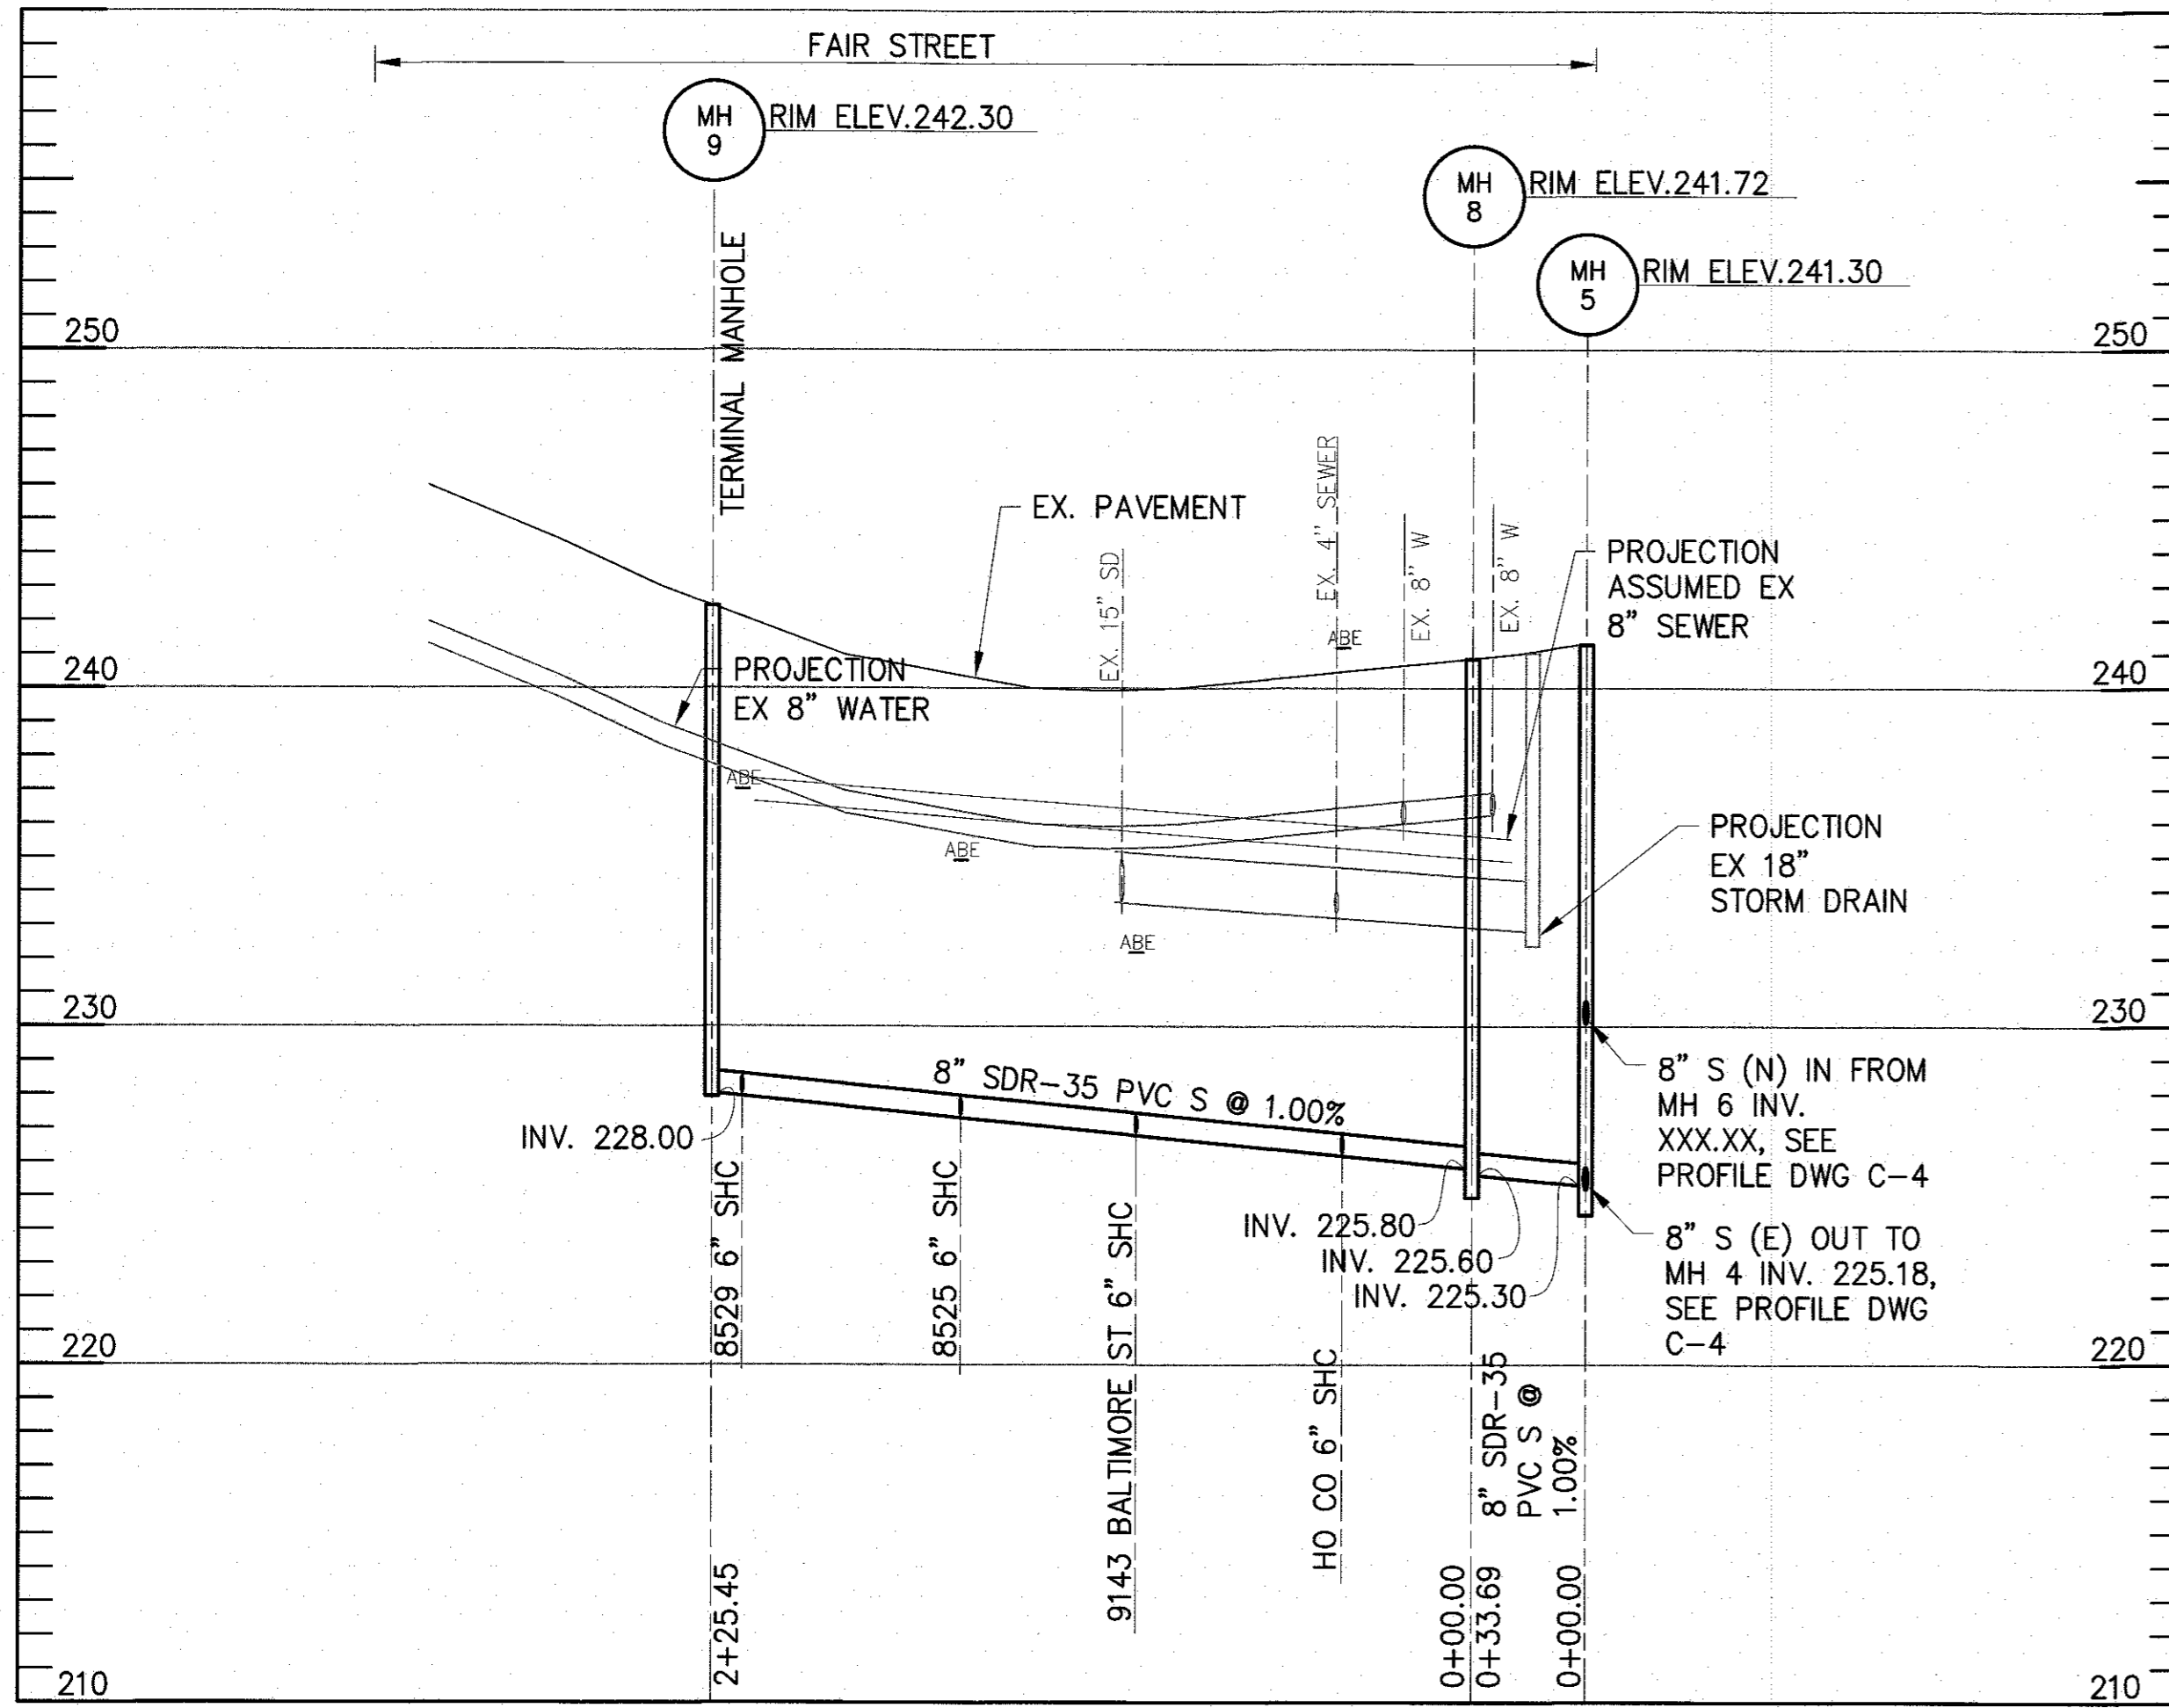 FAIR STREET
MH
9
RIM ELEV.242.30
MH
8
RIM ELEV.241.72
MH
5
RIM ELEV.241.30
TERMINAL MANHOLE
250
250
EX. PAVEMENT
EX. 15" SD
EX. 4" SEWER
EX. 8" W
EX. 8" W
ABE
PROJECTION
ASSUMED EX
8" SEWER
240
240
PROJECTION
EX 8" WATER
ABE
ABE
ABE
PROJECTION
EX 18"
STORM DRAIN
230
230
8" SDR-35 PVC S @ 1.00%
INV. 228.00
8" S (N) IN FROM
MH 6 INV.
XXX.XX, SEE
PROFILE DWG C-4
INV. 225.80
INV. 225.60
INV. 225.30
8" S (E) OUT TO
MH 4 INV. 225.18,
SEE PROFILE DWG
C-4
8529 6" SHC
8525 6" SHC
9143 BALTIMORE ST 6" SHC
HO CO 6" SHC
220
220
8" SDR-35
PVC S @
1.00%
2+25.45
0+00.00
0+33.69
0+00.00
210
210